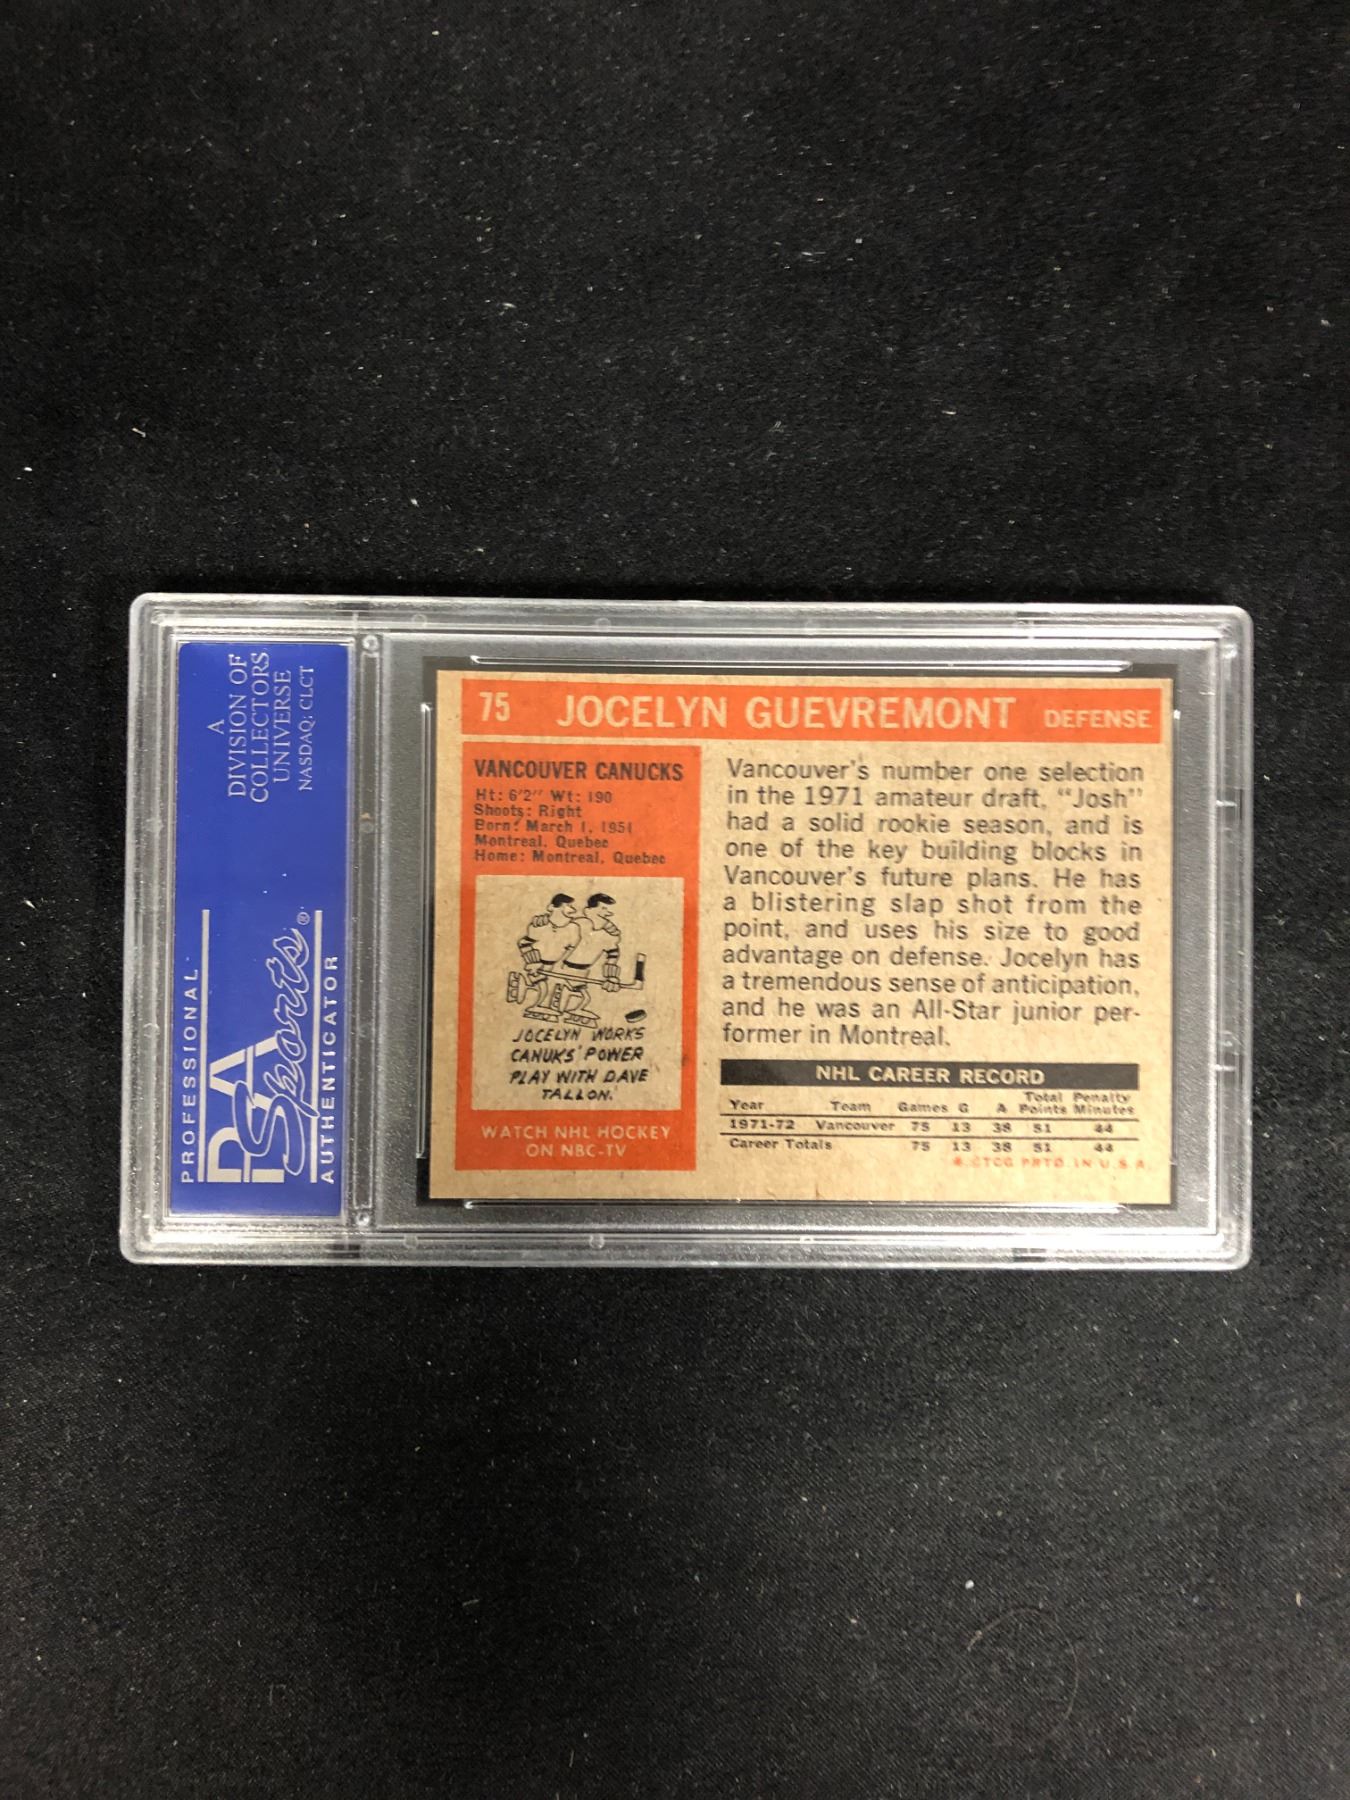 A
DIVISION OF
COLLECTORS
UNIVERSE
NASDAQ: CLCT
PROFESSIONAL
PSA
Sports®
AUTHENTICATOR
75 JOCELYN GUEVREMONT DEFENSE
VANCOUVER CANUCKS
Ht: 6'2" Wt: 190
Shoots: Right
Born: March 1, 1951
Montreal, Quebec
Home: Montreal, Quebec
JOCELYN WORKS
CANUKS' POWER
PLAY WITH DAVE
TALLON.
WATCH NHL HOCKEY
ON NBC-TV
Vancouver's number one selection
in the 1971 amateur draft, "Josh"
had a solid rookie season, and is
one of the key building blocks in
Vancouver's future plans. He has
a blistering slap shot from the
point, and uses his size to good
advantage on defense. Jocelyn has
a tremendous sense of anticipation,
and he was an All-Star junior per-
former in Montreal.
NHL CAREER RECORD
Year Team Games G A Total Points Penalty Minutes
1971-72 Vancouver 75 13 38 51 44
Career Totals 75 13 38 51 44
© TCG PRTD. IN U.S.A.